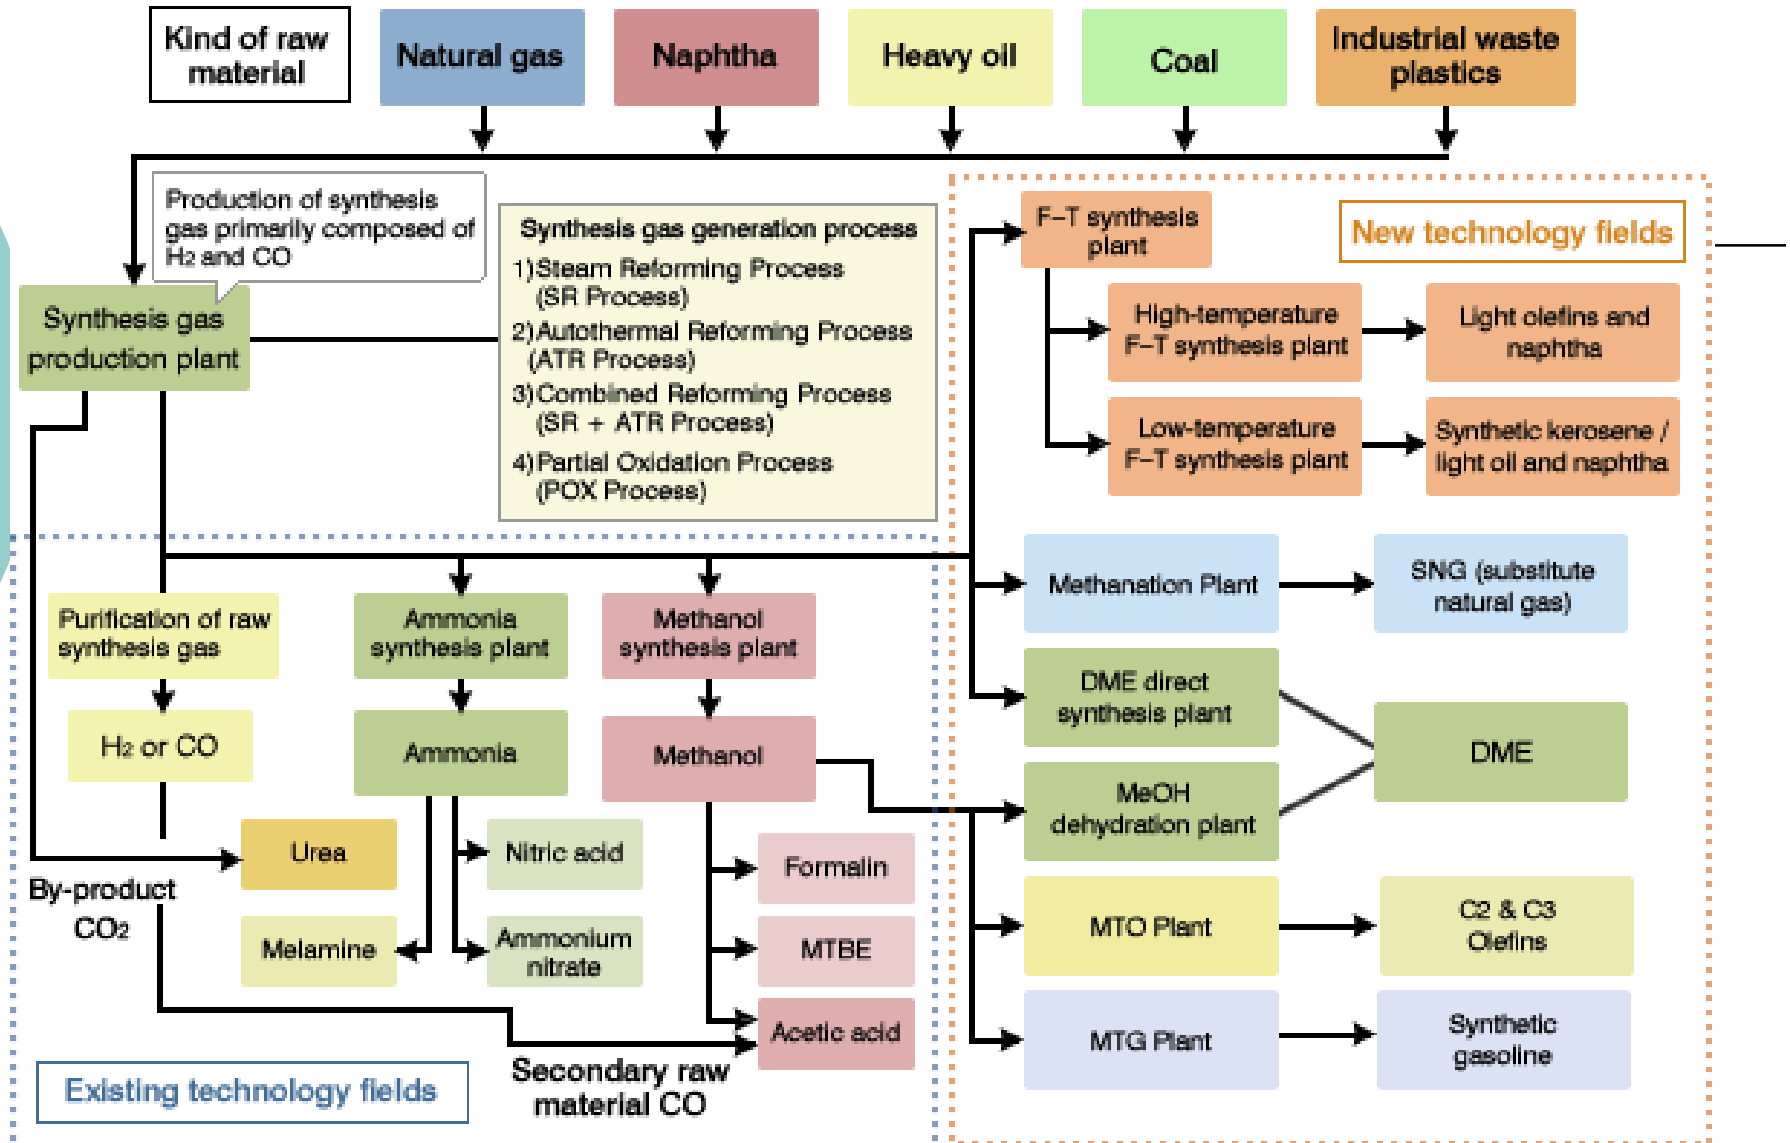 Kind of raw
material
Natural gas
Naphtha
Heavy oil
Coal
Industrial waste
plastics
Production of synthesis
gas primarily composed of
H2 and CO
Synthesis gas
production plant
Synthesis gas generation process
1)Steam Reforming Process
(SR Process)
2)Autothermal Reforming Process
(ATR Process)
3)Combined Reforming Process
(SR + ATR Process)
4)Partial Oxidation Process
(POX Process)
New technology fields
F–T synthesis
plant
High-temperature
F–T synthesis plant
Light olefins and
naphtha
Low-temperature
F–T synthesis plant
Synthetic kerosene /
light oil and naphtha
Methanation Plant
SNG (substitute
natural gas)
DME direct
synthesis plant
MeOH
dehydration plant
DME
MTO Plant
C2 & C3
Olefins
MTG Plant
Synthetic
gasoline
Purification of raw
synthesis gas
H2 or CO
Ammonia
synthesis plant
Ammonia
Methanol
synthesis plant
Methanol
Urea
Melamine
Nitric acid
Ammonium
nitrate
Formalin
MTBE
Acetic acid
By-product
CO2
Secondary raw
material CO
Existing technology fields